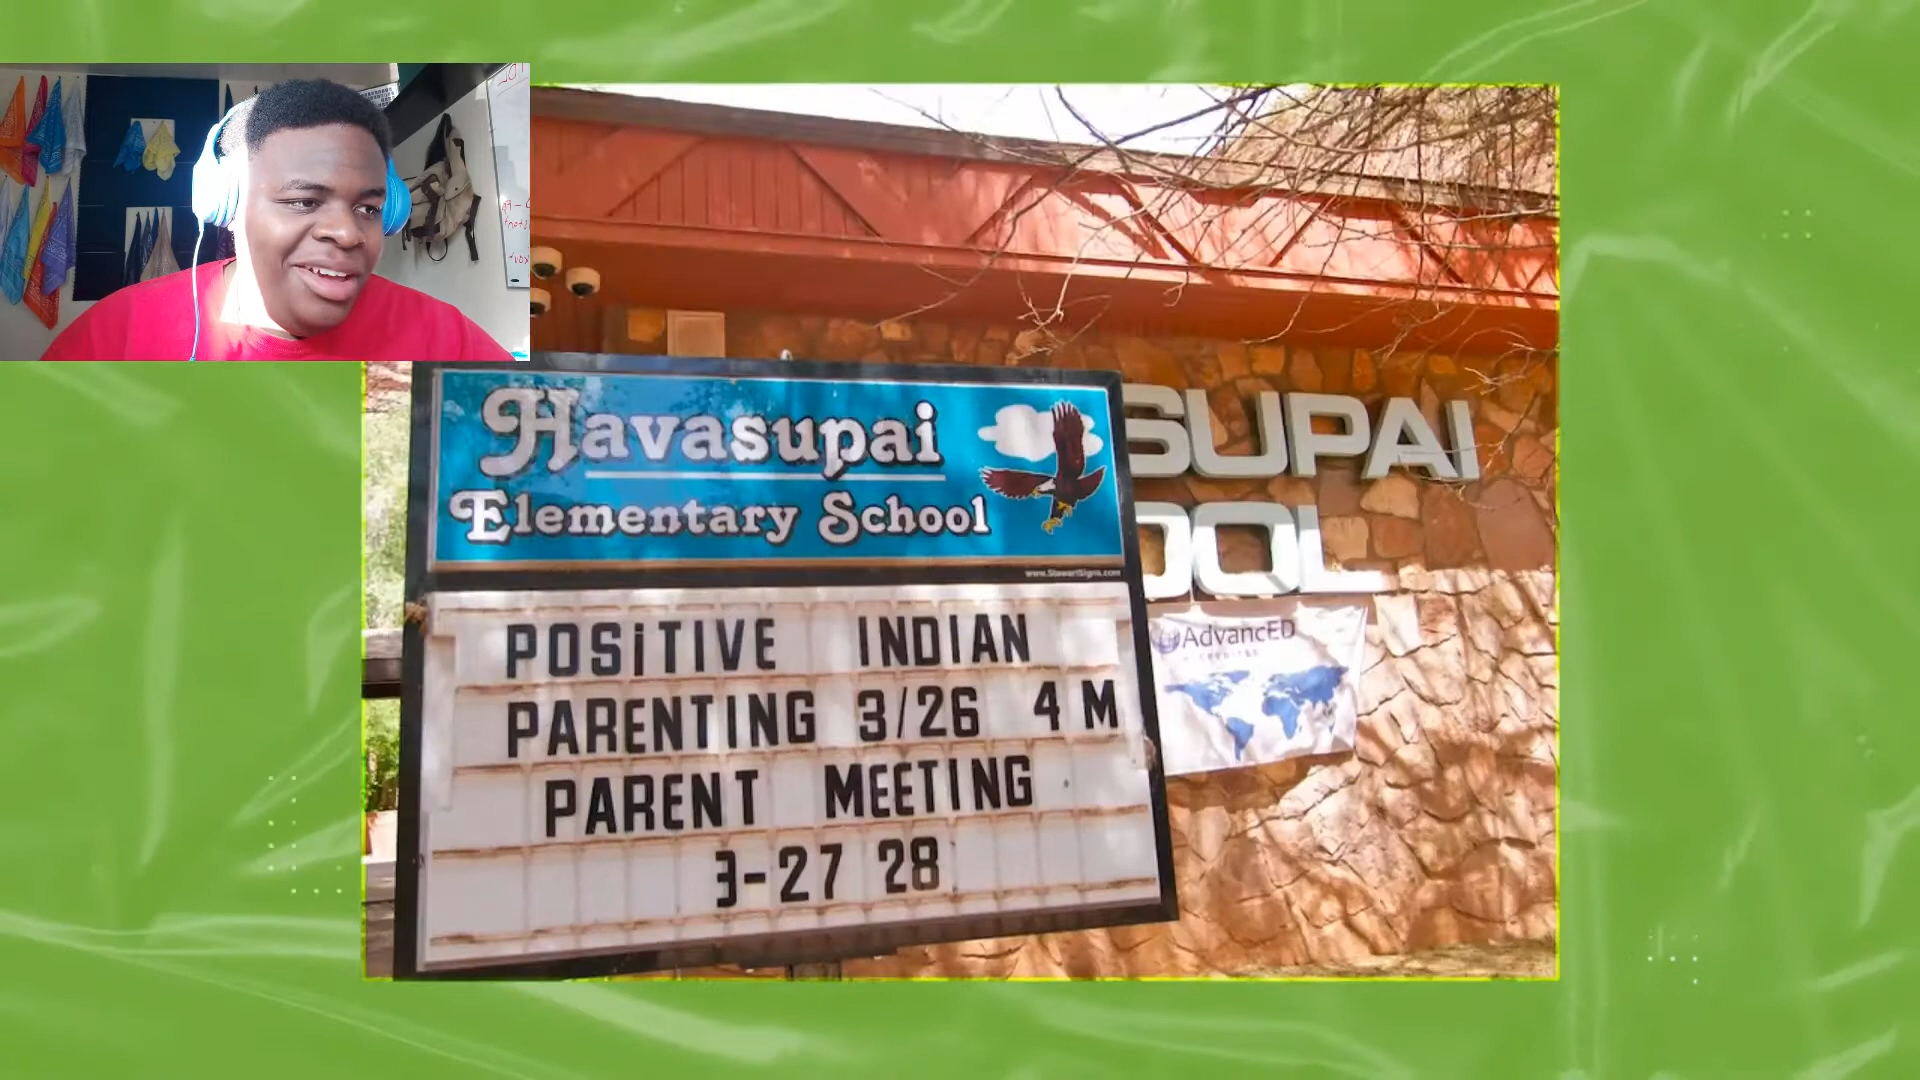 Havasupai
Elementary School
www.StewartSigns.com
POSiTIVE INDIAN
PARENTING 3/26 4 M
PARENT MEETING
3-27 28
SUPAI
OOL
AdvancED